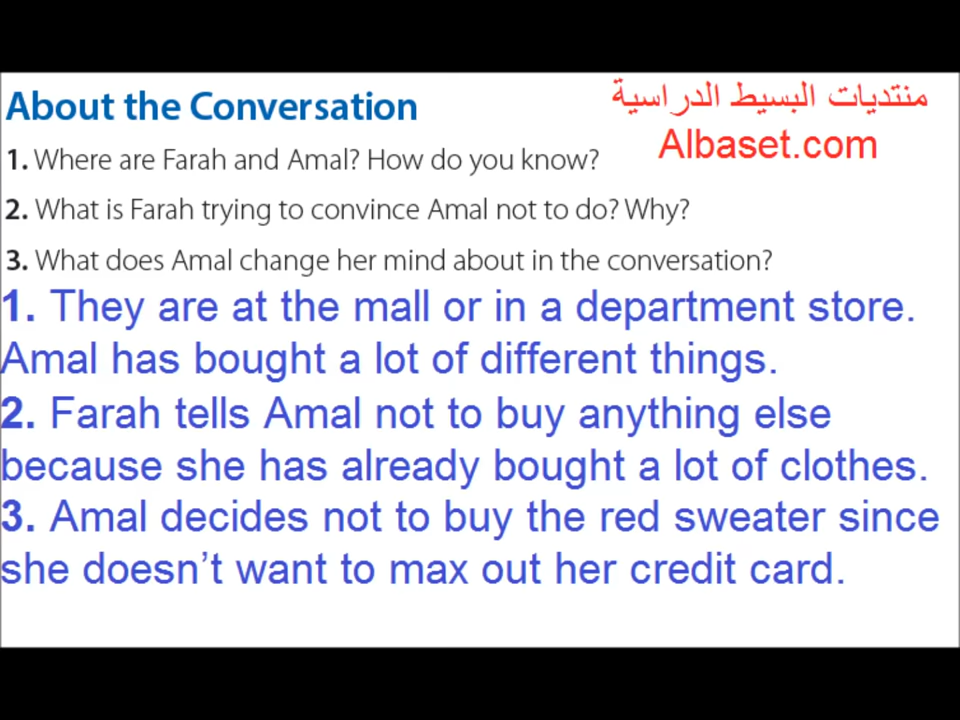 About the Conversation
منتديات البسيط الدراسية
Albaset.com
1. Where are Farah and Amal? How do you know?
2. What is Farah trying to convince Amal not to do? Why?
3. What does Amal change her mind about in the conversation?
1. They are at the mall or in a department store.
Amal has bought a lot of different things.
2. Farah tells Amal not to buy anything else
because she has already bought a lot of clothes.
3. Amal decides not to buy the red sweater since
she doesn't want to max out her credit card.